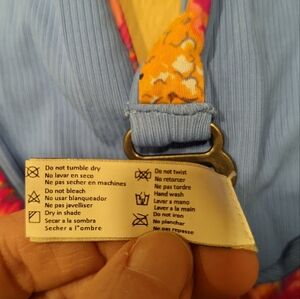 Do not tumble dry
No lavar en seco
Ne pas secher en machines
Do not bleach
No usar blanqueador
Ne pas javelliser
Dry in shade
Secar a la sombra
Secher a l"ombre
Do not twist
No retorcer
Ne pas tordre
Hand wash
Lavar a mano
Laver a la main
Do not iron
No planchar
Ne pas repasse